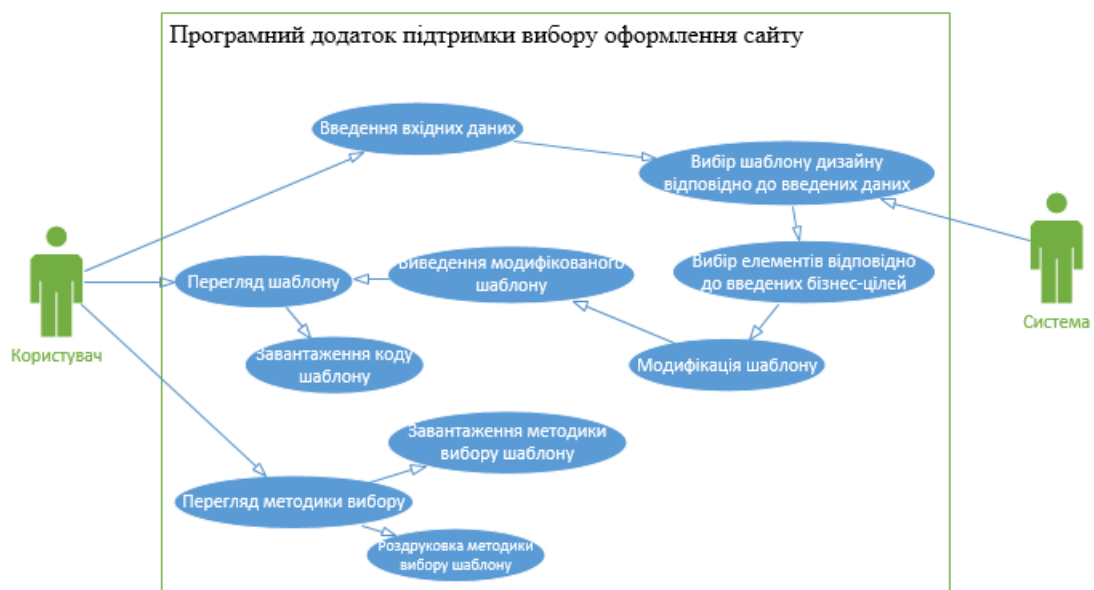 Програмний додаток підтримки вибору оформлення сайту
Введення вхідних даних
Вибір шаблону дизайну
відповідно до введених даних
Перегляд шаблону
Виведення модифікованого
шаблону
Вибір елементів відповідно
до введених бізнес-цілей
Користувач
Система
Завантаження коду
шаблону
Модифікація шаблону
Завантаження методики
вибору шаблону
Перегляд методики вибору
Роздруковка методики
вибору шаблону